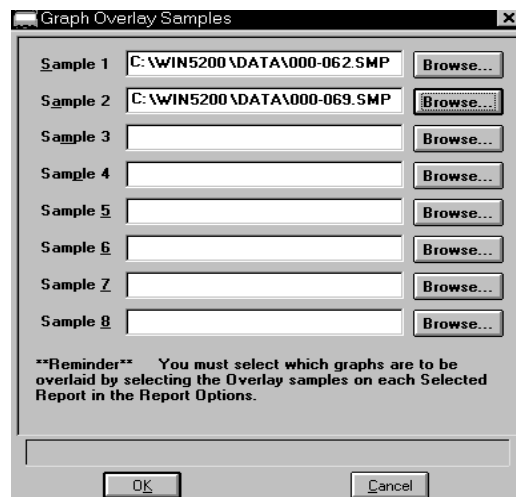 Graph Overlay Samples
Sample 1 C:\WIN5200\DATA\000-062.SMP Browse...
Sample 2 C:\WIN5200\DATA\000-069.SMP Browse...
Sample 3 Browse...
Sample 4 Browse...
Sample 5 Browse...
Sample 6 Browse...
Sample 7 Browse...
Sample 8 Browse...
**Reminder** You must select which graphs are to be
overlaid by selecting the Overlay samples on each Selected
Report in the Report Options.
OK Cancel